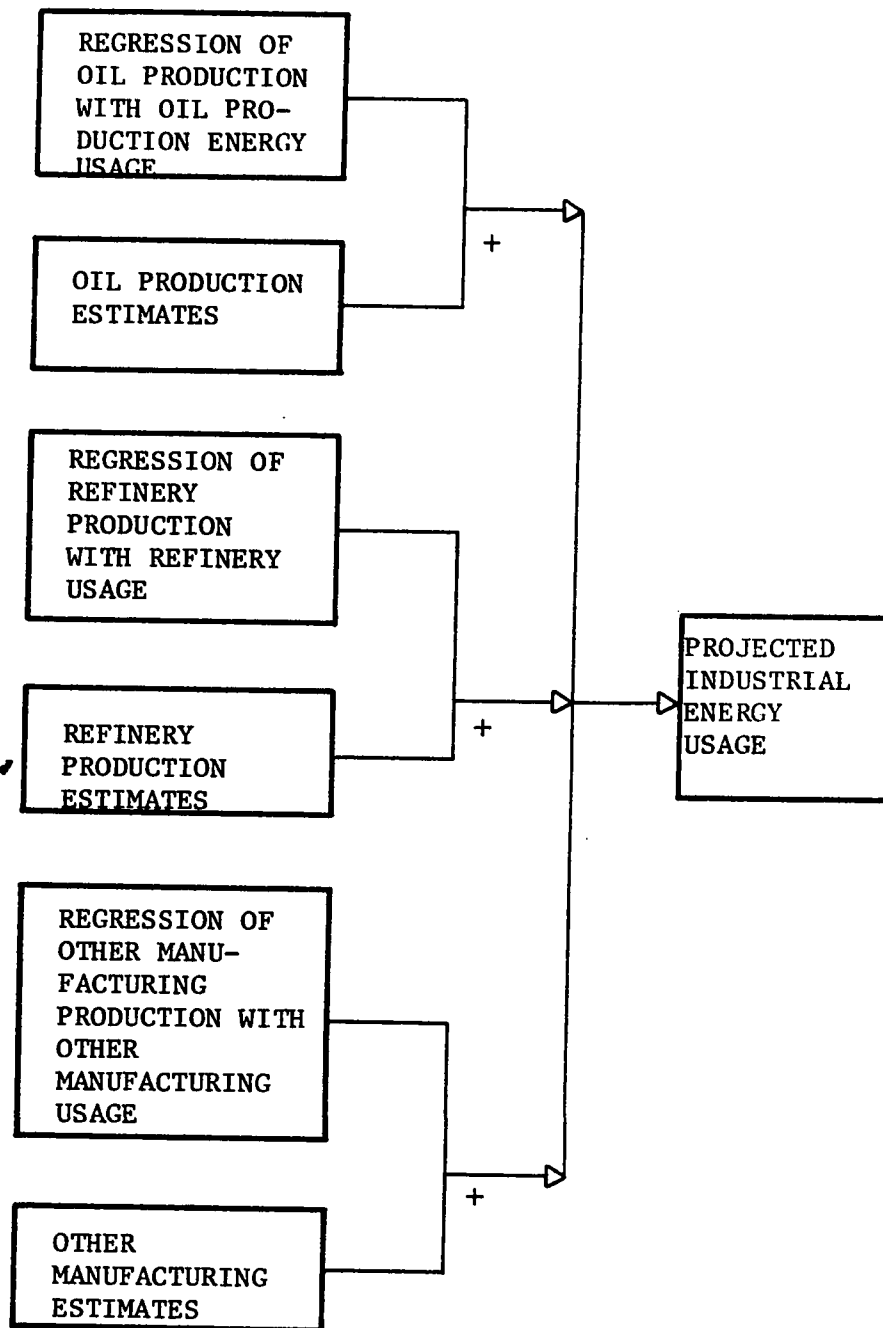 REGRESSION OF
OIL PRODUCTION
WITH OIL PRO-
DUCTION ENERGY
USAGE
+
OIL PRODUCTION
ESTIMATES
REGRESSION OF
REFINERY
PRODUCTION
WITH REFINERY
USAGE
+
REFINERY
PRODUCTION
ESTIMATES
PROJECTED
INDUSTRIAL
ENERGY
USAGE
REGRESSION OF
OTHER MANU-
FACTURING
PRODUCTION WITH
OTHER
MANUFACTURING
USAGE
+
OTHER
MANUFACTURING
ESTIMATES